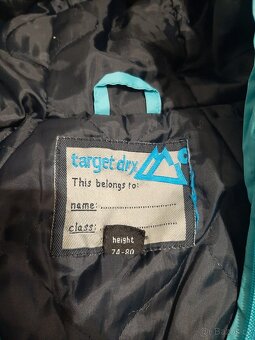 target dry
This belongs to:
name:
class:
height
74-80